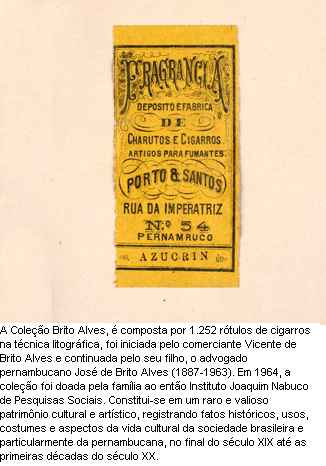 FRAGRANCIA
DEPOSITO E FABRICA
DE
CHARUTOS E CIGARROS
ARTIGOS PARA FUMANTES.
PORTO & SANTOS
RUA DA IMPERATRIZ
N.º 54
PERNAMBUCO
AZUCRIN
A Coleção Brito Alves, é composta por 1.252 rótulos de cigarros
na técnica litográfica, foi iniciada pelo comerciante Vicente de
Brito Alves e continuada pelo seu filho, o advogado
pernambucano José de Brito Alves (1887-1963). Em 1964, a
coleção foi doada pela família ao então Instituto Joaquim Nabuco
de Pesquisas Sociais. Constitui-se em um raro e valioso
patrimônio cultural e artístico, registrando fatos históricos, usos,
costumes e aspectos da vida cultural da sociedade brasileira e
particularmente da pernambucana, no final do século XIX até as
primeiras décadas do século XX.